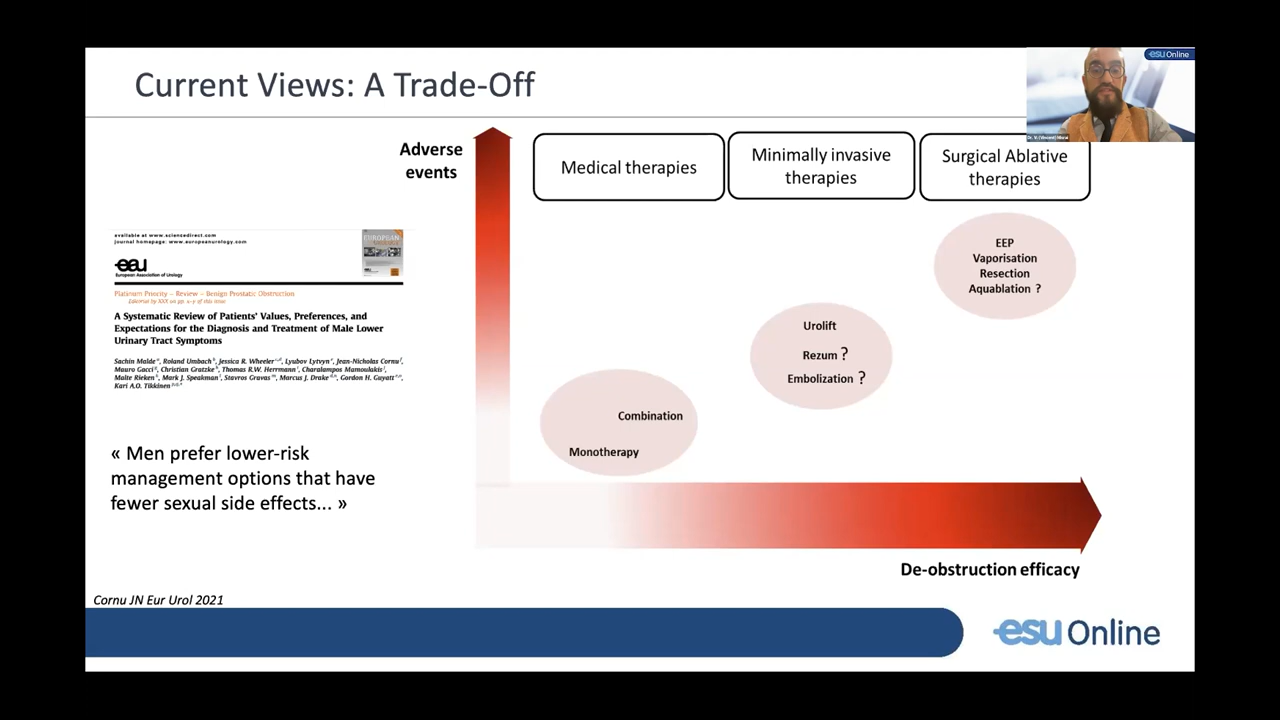 Current Views: A Trade-Off
esu Online
Adverse
events
Medical therapies
Minimally invasive
therapies
Surgical Ablative
therapies
available at www.sciencedirect.com
journal homepage: www.europeanurology.com
EUROPEAN
eau
European Association of Urology
Platinum Priority – Review – Benign Prostatic Obstruction
Editorial by XXX on pp. x–y of this issue
A Systematic Review of Patients' Values, Preferences, and
Expectations for the Diagnosis and Treatment of Male Lower
Urinary Tract Symptoms
Sachin Malde, Roland Umbach, Jessica R. Wheeler, Lyubov Lytvyn, Jean-Nicholas Cornu,
Mauro Gacci, Christian Gratzke, Thomas R.W. Herrmann, Charalampos Mamoulakis,
Malte Rieken, Mark J. Speakman, Stavros Gravas, Marcus J. Drake, Gordon H. Guyatt,
Kari A.O. Tikkinen
EEP
Vaporisation
Resection
Aquablation ?
Urolift
Rezum ?
Embolization ?
Combination
Monotherapy
« Men prefer lower-risk
management options that have
fewer sexual side effects... »
De-obstruction efficacy
Cornu JN Eur Urol 2021
esu Online